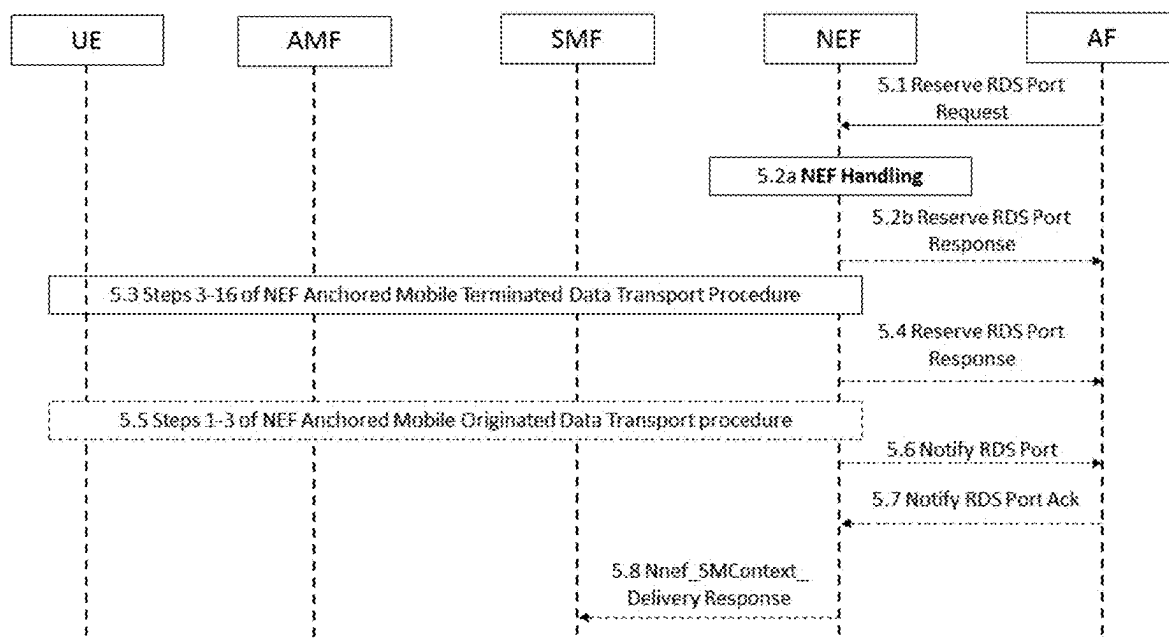 UE AMF SMF NEF AF
5.1 Reserve RDS Port
Request
5.2a NEF Handling
5.2b Reserve RDS Port
Response
5.3 Steps 3-16 of NEF Anchored Mobile Terminated Data Transport Procedure
5.4 Reserve RDS Port
Response
5.5 Steps 1-3 of NEF Anchored Mobile Originated Data Transport procedure
5.6 Notify RDS Port
5.7 Notify RDS Port Ack
5.8 Nnef_SMContext_
Delivery Response